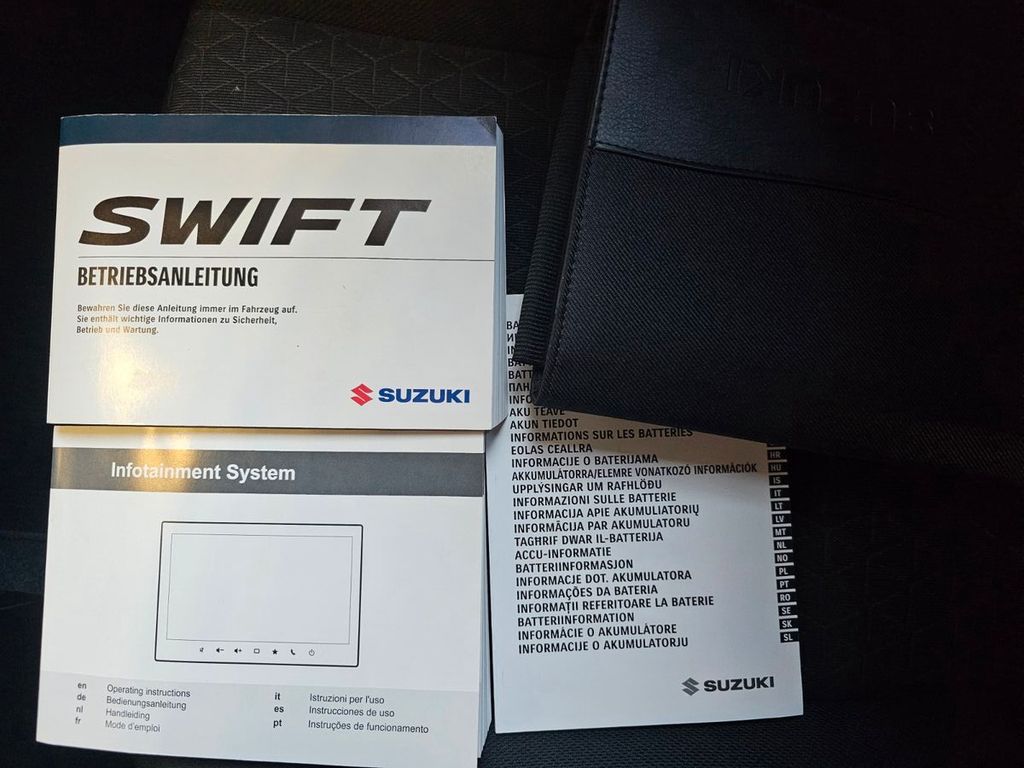 SWIFT
BETRIEBSANLEITUNG
Bewahren Sie diese Anleitung immer im Fahrzeug auf.
Sie enthält wichtige Informationen zu Sicherheit,
Betrieb und Wartung.
SUZUKI
Infotainment System
en Operating instructions
de Bedienungsanleitung
nl Handleiding
fr Mode d'emploi
it Istruzioni per l'uso
es Instrucciones de uso
pt Instruções de funcionamento
AKU TEAVE
AKUN TIEDOT
INFORMATIONS SUR LES BATTERIES
EOLAS CEALLRA
INFORMACIJE O BATERIJAMA
AKKUMULÁTORRA/ELEMRE VONATKOZÓ INFORMÁCIÓK
UPPLÝSINGAR UM RAFHLÖÐU
INFORMAZIONI SULLE BATTERIE
INFORMACIJA APIE AKUMULIATORIŲ
INFORMĀCIJA PAR AKUMULATORU
TAGĦRIF DWAR IL-BATTERIJA
ACCU-INFORMATIE
BATTERIINFORMASJON
INFORMACJE DOT. AKUMULATORA
INFORMAÇÕES DA BATERIA
INFORMAȚII REFERITOARE LA BATERIE
BATTERIINFORMATION
INFORMÁCIE O AKUMULÁTORE
INFORMACIJE O AKUMULATORJU
HR
HU
IS
IT
LT
LV
MT
NL
NO
PL
PT
RO
SE
SK
SL
SUZUKI